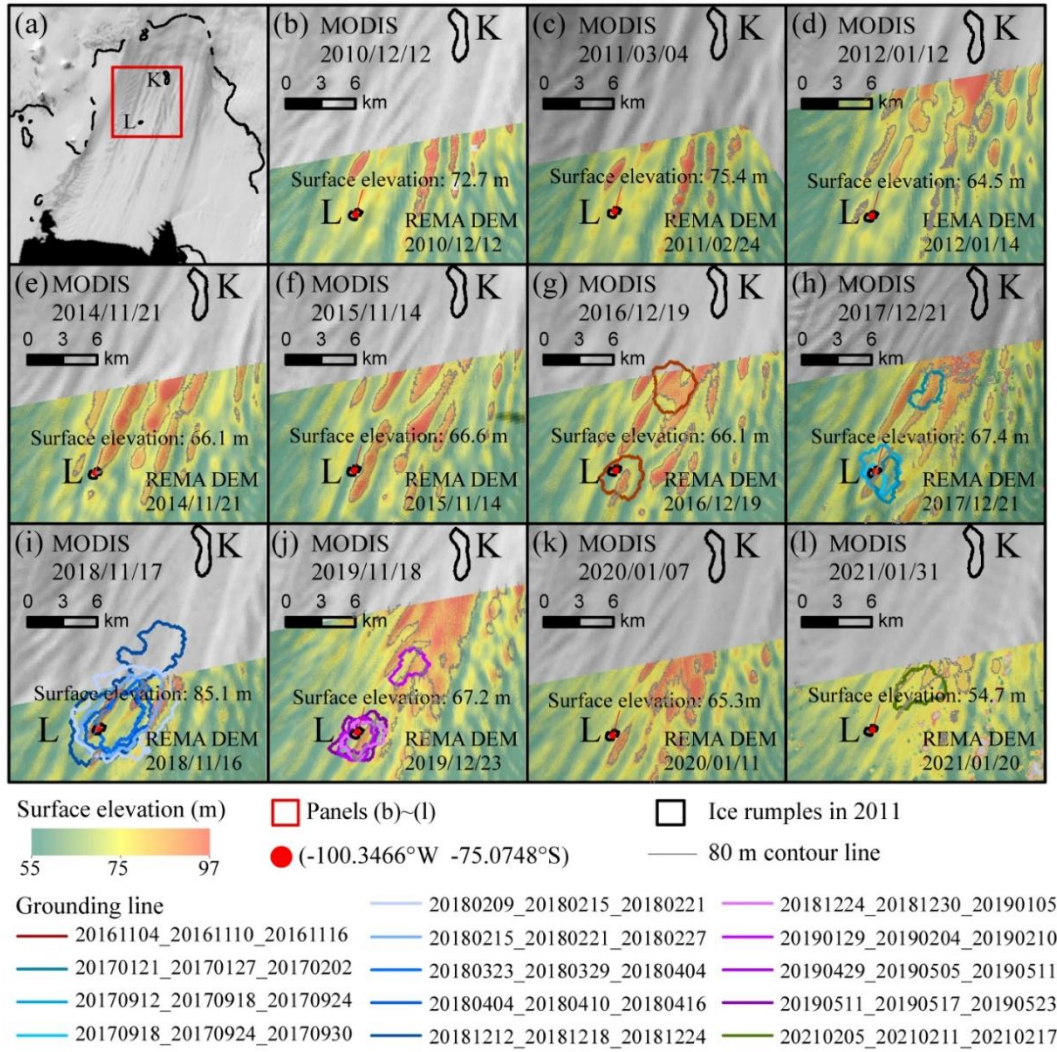 (a)
K
L
(b) MODIS
2010/12/12
K
0 3 6
km
Surface elevation: 72.7 m
L
REMA DEM
2010/12/12
(c) MODIS
2011/03/04
K
0 3 6
km
Surface elevation: 75.4 m
L
REMA DEM
2011/02/24
(d) MODIS
2012/01/12
K
0 3 6
km
Surface elevation: 64.5 m
L
REMA DEM
2012/01/14
(e) MODIS
2014/11/21
K
0 3 6
km
Surface elevation: 66.1 m
L
REMA DEM
2014/11/21
(f) MODIS
2015/11/14
K
0 3 6
km
Surface elevation: 66.6 m
L
REMA DEM
2015/11/14
(g) MODIS
2016/12/19
K
0 3 6
km
Surface elevation: 66.1 m
L
REMA DEM
2016/12/19
(h) MODIS
2017/12/21
K
0 3 6
km
Surface elevation: 67.4 m
L
REMA DEM
2017/12/21
(i) MODIS
2018/11/17
K
0 3 6
km
Surface elevation: 85.1 m
L
REMA DEM
2018/11/16
(j) MODIS
2019/11/18
K
0 3 6
km
Surface elevation: 67.2 m
L
REMA DEM
2019/12/23
(k) MODIS
2020/01/07
K
0 3 6
km
Surface elevation: 65.3m
L
REMA DEM
2020/01/11
(l) MODIS
2021/01/31
K
0 3 6
km
Surface elevation: 54.7 m
L
REMA DEM
2021/01/20
Surface elevation (m)
55 75 97
Panels (b)~(l)
Ice rumples in 2011
(-100.3466°W -75.0748°S)
80 m contour line
Grounding line
20161104_20161110_20161116
20170121_20170127_20170202
20170912_20170918_20170924
20170918_20170924_20170930
20180209_20180215_20180221
20180215_20180221_20180227
20180323_20180329_20180404
20180404_20180410_20180416
20181212_20181218_20181224
20181224_20181230_20190105
20190129_20190204_20190210
20190429_20190505_20190511
20190511_20190517_20190523
20210205_20210211_20210217